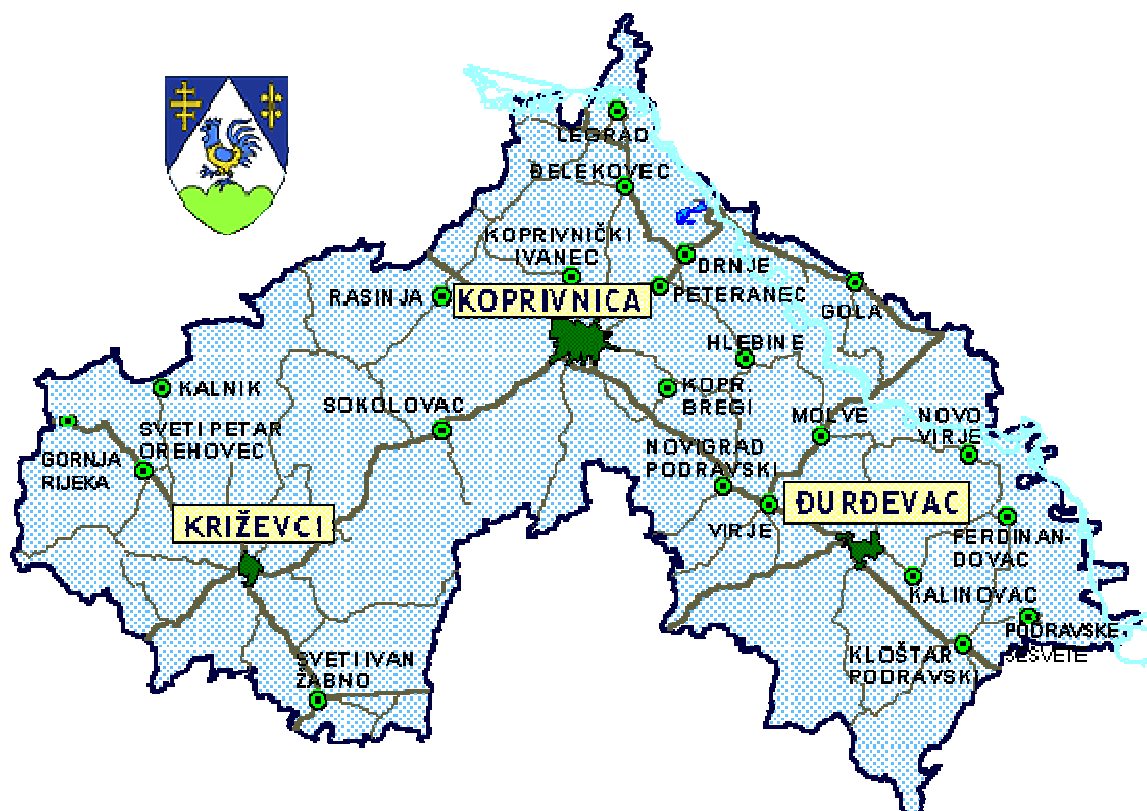 LEGRAD
ĐELEKOVEC
KOPRIVNIČKI
IVANEC
DRNJE
RASINJA
KOPRIVNICA
PETERANEC
GOLA
HLEBINE
KALNIK
KOPR.
BREGI
SOKOLOVAC
MOLVE
NOVO
VIRJE
SVETI PETAR
OREHOVEC
GORNJA
RIJEKA
NOVIGRAD
PODRAVSKI
ĐURĐEVAC
KRIŽEVCI
VIRJE
FERDINAN-
DOVAC
KALINOVAC
PODRAVSKE
SESVETE
KLOŠTAR
PODRAVSKI
SVETI IVAN
ŽABNO